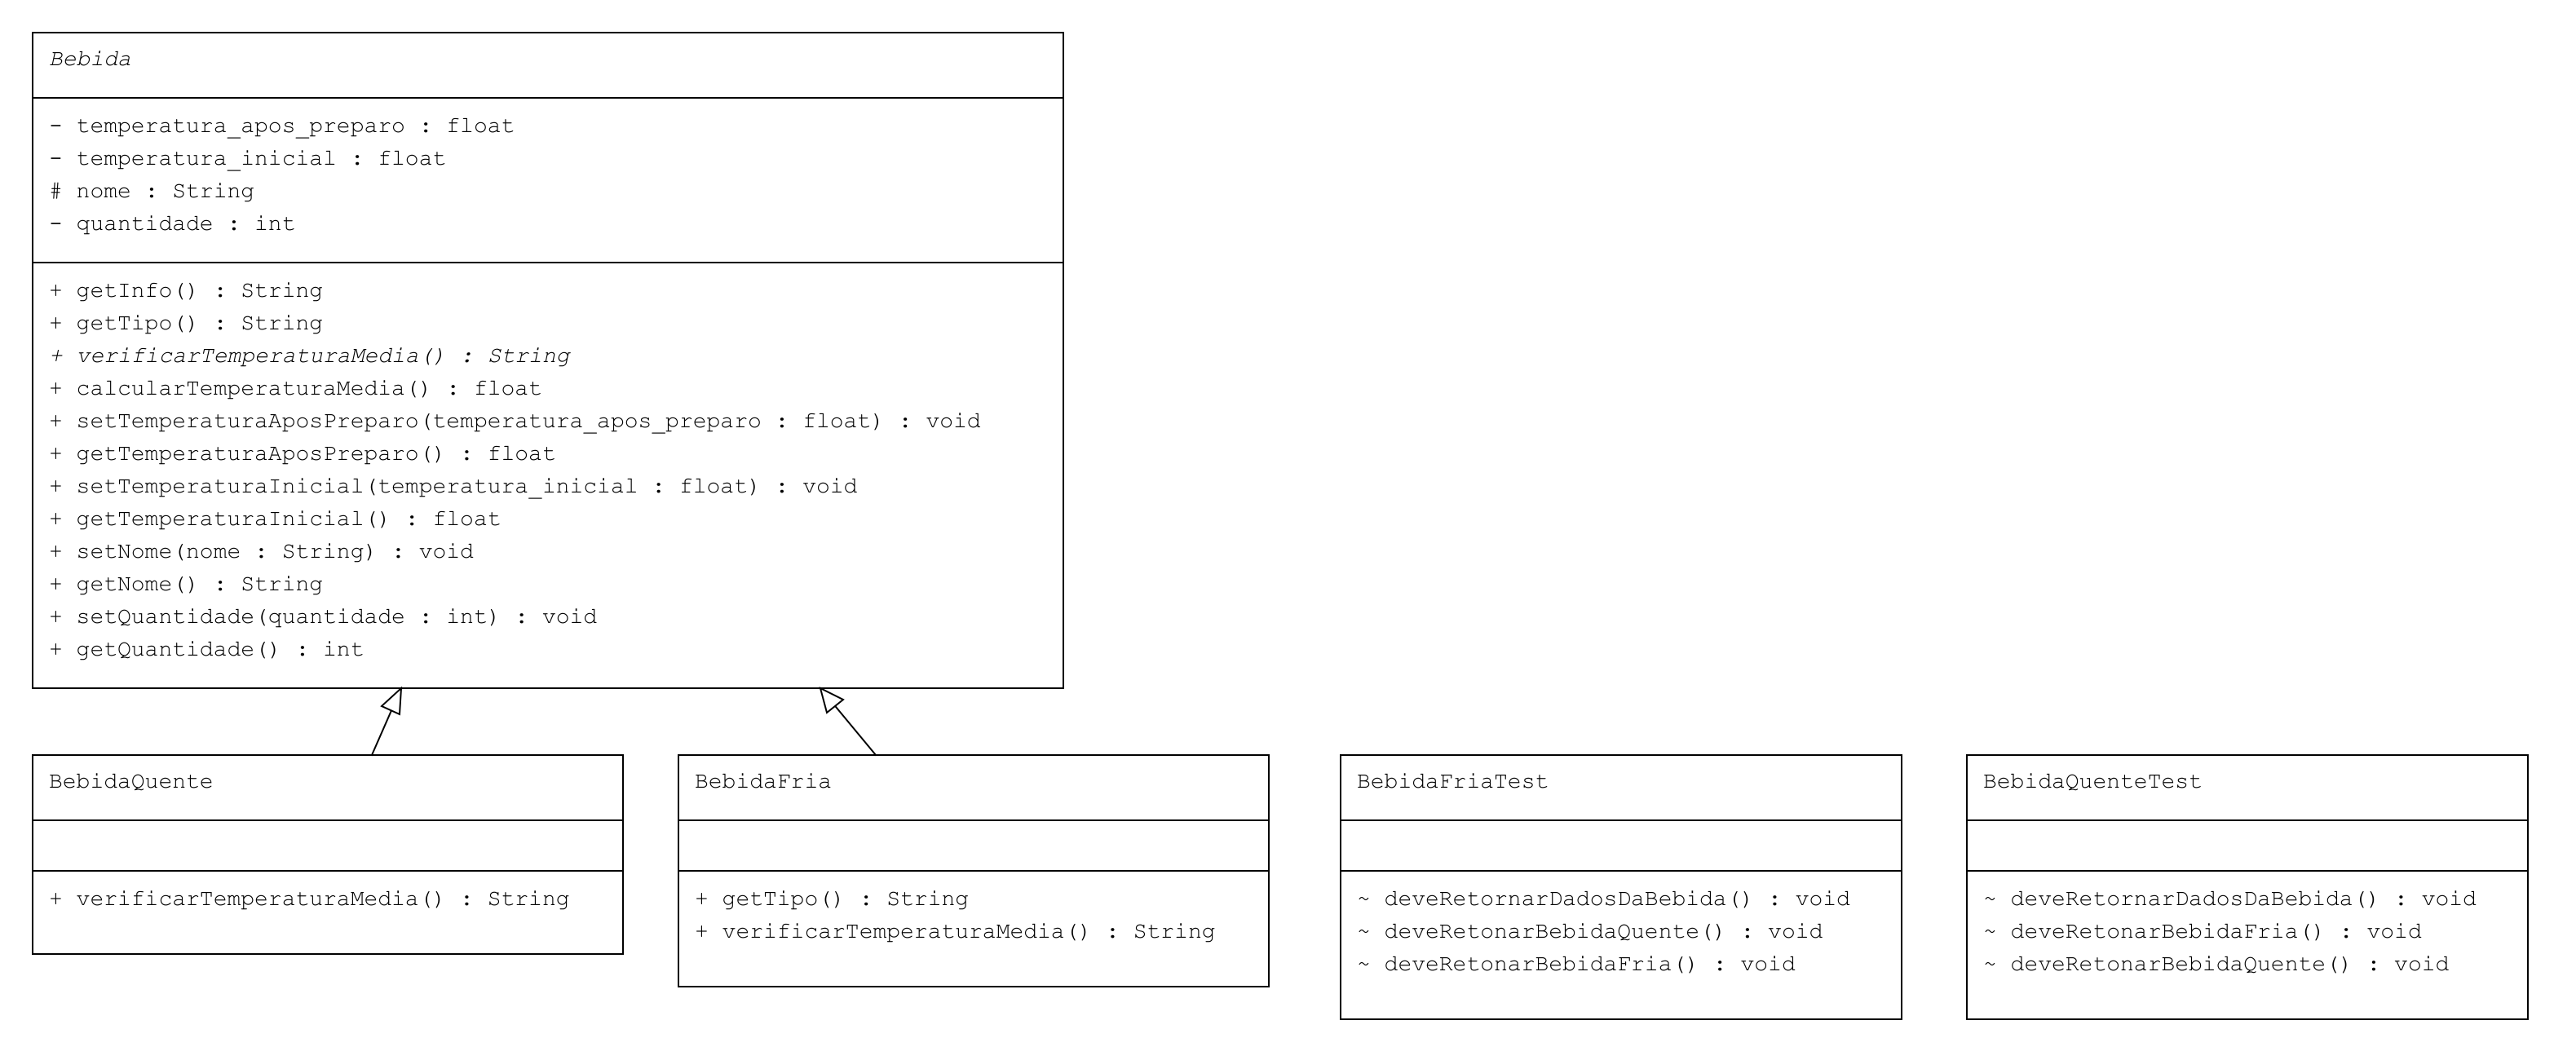 Bebida
- temperatura_apos_preparo : float
- temperatura_inicial : float
# nome : String
- quantidade : int
+ getInfo() : String
+ getTipo() : String
+ verificarTemperaturaMedia() : String
+ calcularTemperaturaMedia() : float
+ setTemperaturaAposPreparo(temperatura_apos_preparo : float) : void
+ getTemperaturaAposPreparo() : float
+ setTemperaturaInicial(temperatura_inicial : float) : void
+ getTemperaturaInicial() : float
+ setNome(nome : String) : void
+ getNome() : String
+ setQuantidade(quantidade : int) : void
+ getQuantidade() : int
BebidaQuente
+ verificarTemperaturaMedia() : String
BebidaFria
+ getTipo() : String
+ verificarTemperaturaMedia() : String
BebidaFriaTest
~ deveRetornarDadosDaBebida() : void
~ deveRetonarBebidaQuente() : void
~ deveRetonarBebidaFria() : void
BebidaQuenteTest
~ deveRetornarDadosDaBebida() : void
~ deveRetonarBebidaFria() : void
~ deveRetonarBebidaQuente() : void